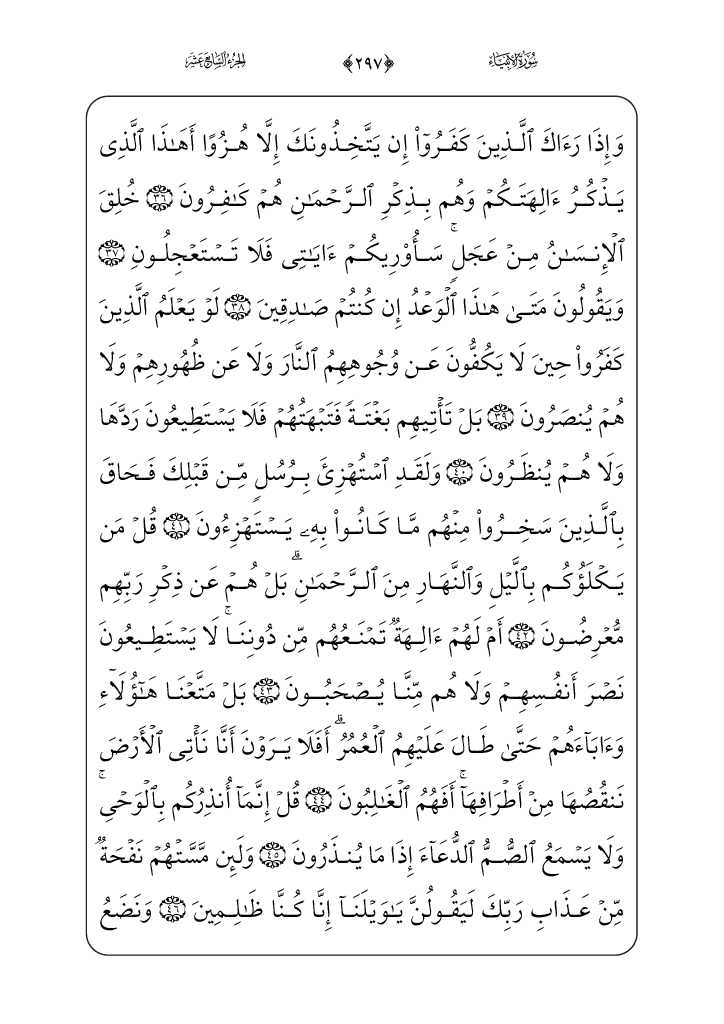 سُورَةُ الأَنبِيَاء ﴿٢٩٧﴾ الجُزْءُ السَّابِعَ عَشَرَ
وَإِذَا رَءَاكَ ٱلَّذِينَ كَفَرُوٓا۟ إِن يَتَّخِذُونَكَ إِلَّا هُزُوًا أَهَٰذَا ٱلَّذِى
يَذْكُرُ ءَالِهَتَكُمْ وَهُم بِذِكْرِ ٱلرَّحْمَٰنِ هُمْ كَٰفِرُونَ ٣٦ خُلِقَ
ٱلْإِنسَٰنُ مِنْ عَجَلٍۢ ۚ سَأُو۟رِيكُمْ ءَايَٰتِى فَلَا تَسْتَعْجِلُونِ ٣٧
وَيَقُولُونَ مَتَىٰ هَٰذَا ٱلْوَعْدُ إِن كُنتُمْ صَٰدِقِينَ ٣٨ لَوْ يَعْلَمُ ٱلَّذِينَ
كَفَرُوا۟ حِينَ لَا يَكُفُّونَ عَن وُجُوهِهِمُ ٱلنَّارَ وَلَا عَن ظُهُورِهِمْ وَلَا
هُمْ يُنصَرُونَ ٣٩ بَلْ تَأْتِيهِم بَغْتَةًۭ فَتَبْهَتُهُمْ فَلَا يَسْتَطِيعُونَ رَدَّهَا
وَلَا هُمْ يُنظَرُونَ ٤٠ وَلَقَدِ ٱسْتُهْزِئَ بِرُسُلٍۢ مِّن قَبْلِكَ فَحَاقَ
بِٱلَّذِينَ سَخِرُوا۟ مِنْهُم مَّا كَانُوا۟ بِهِۦ يَسْتَهْزِءُونَ ٤١ قُلْ مَن
يَكْلَؤُكُم بِٱلَّيْلِ وَٱلنَّهَارِ مِنَ ٱلرَّحْمَٰنِ ۗ بَلْ هُمْ عَن ذِكْرِ رَبِّهِم
مُّعْرِضُونَ ٤٢ أَمْ لَهُمْ ءَالِهَةٌۭ تَمْنَعُهُم مِّن دُونِنَا ۚ لَا يَسْتَطِيعُونَ
نَصْرَ أَنفُسِهِمْ وَلَا هُم مِّنَّا يُصْحَبُونَ ٤٣ بَلْ مَتَّعْنَا هَٰٓؤُلَآءِ
وَءَابَآءَهُمْ حَتَّىٰ طَالَ عَلَيْهِمُ ٱلْعُمُرُ ۗ أَفَلَا يَرَوْنَ أَنَّا نَأْتِى ٱلْأَرْضَ
نَنقُصُهَا مِنْ أَطْرَافِهَآ ۚ أَفَهُمُ ٱلْغَٰلِبُونَ ٤٤ قُلْ إِنَّمَآ أُنذِرُكُم بِٱلْوَحْىِ ۚ
وَلَا يَسْمَعُ ٱلصُّمُّ ٱلدُّعَآءَ إِذَا مَا يُنذَرُونَ ٤٥ وَلَئِن مَّسَّتْهُمْ نَفْحَةٌۭ
مِّنْ عَذَابِ رَبِّكَ لَيَقُولُنَّ يَٰوَيْلَنَآ إِنَّا كُنَّا ظَٰلِمِينَ ٤٦ وَنَضَعُ